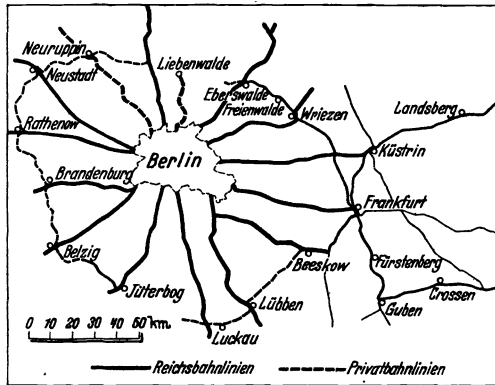 Neuruppin
Liebenwalde
Neustadt
Eberswalde
Freienwalde
Wriezen
Landsberg
Rathenow
Küstrin
Berlin
Brandenburg
Frankfurt
Belzig
Beeskow
Fürstenberg
Jüterbog
Lübben
Guben
Crossen
0 10 20 30 40 50 km.
Luckau
Reichsbahnlinien
Privatbahnlinien